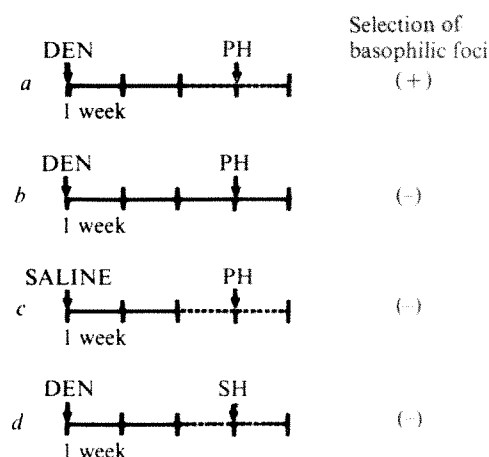 Selection of
basophilic foci
DEN PH
a (+)
1 week
DEN PH
b (-)
1 week
SALINE PH
c (-)
1 week
DEN SH
d (-)
1 week